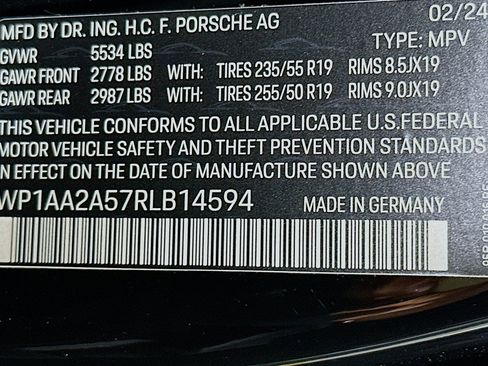 MFD BY DR. ING. H.C. F. PORSCHE AG 02/24
GVWR 5534 LBS TYPE: MPV
GAWR FRONT 2778 LBS WITH: TIRES 235/55 R19 RIMS 8.5JX19
GAWR REAR 2987 LBS WITH: TIRES 255/50 R19 RIMS 9.0JX19
THIS VEHICLE CONFORMS TO ALL APPLICABLE U.S.FEDERAL
MOTOR VEHICLE SAFETY AND THEFT PREVENTION STANDARDS
IN EFFECT ON THE DATE OF MANUFACTURE SHOWN ABOVE.
WP1AA2A57RLB14594 MADE IN GERMANY